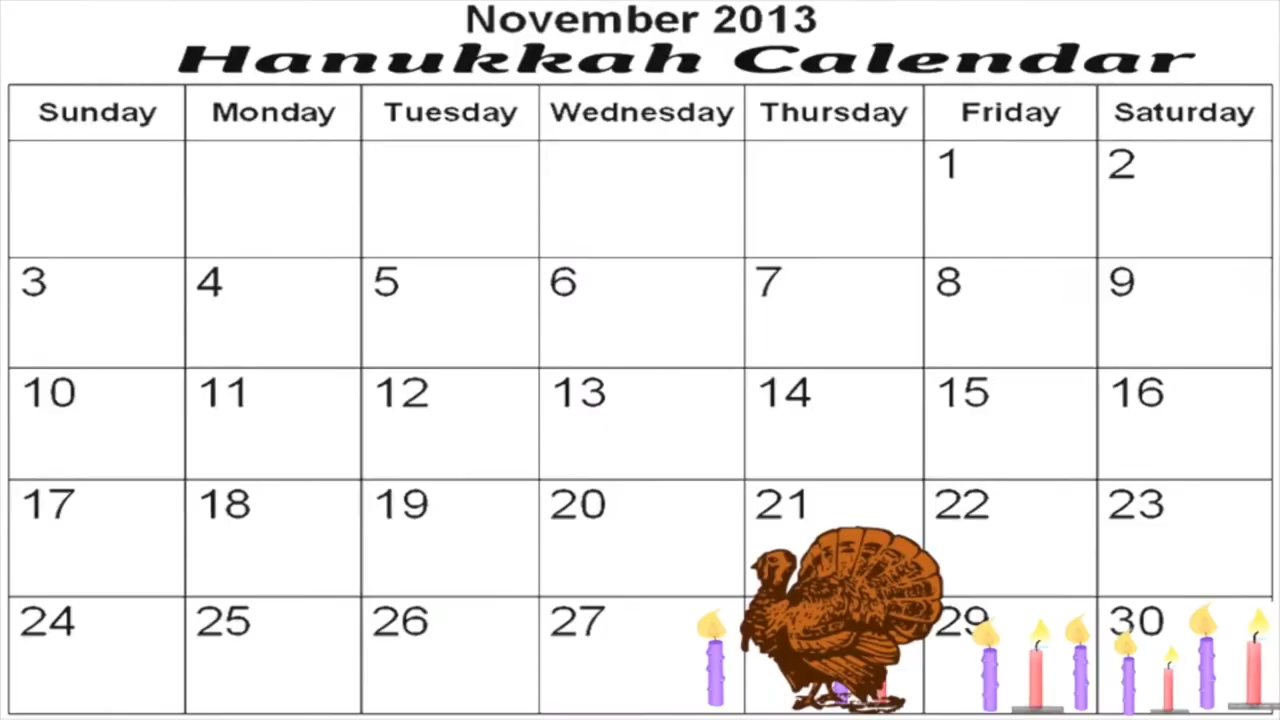 November 2013
Hanukkah Calendar
Sunday Monday Tuesday Wednesday Thursday Friday Saturday
1 2
3 4 5 6 7 8 9
10 11 12 13 14 15 16
17 18 19 20 21 22 23
24 25 26 27 29 30